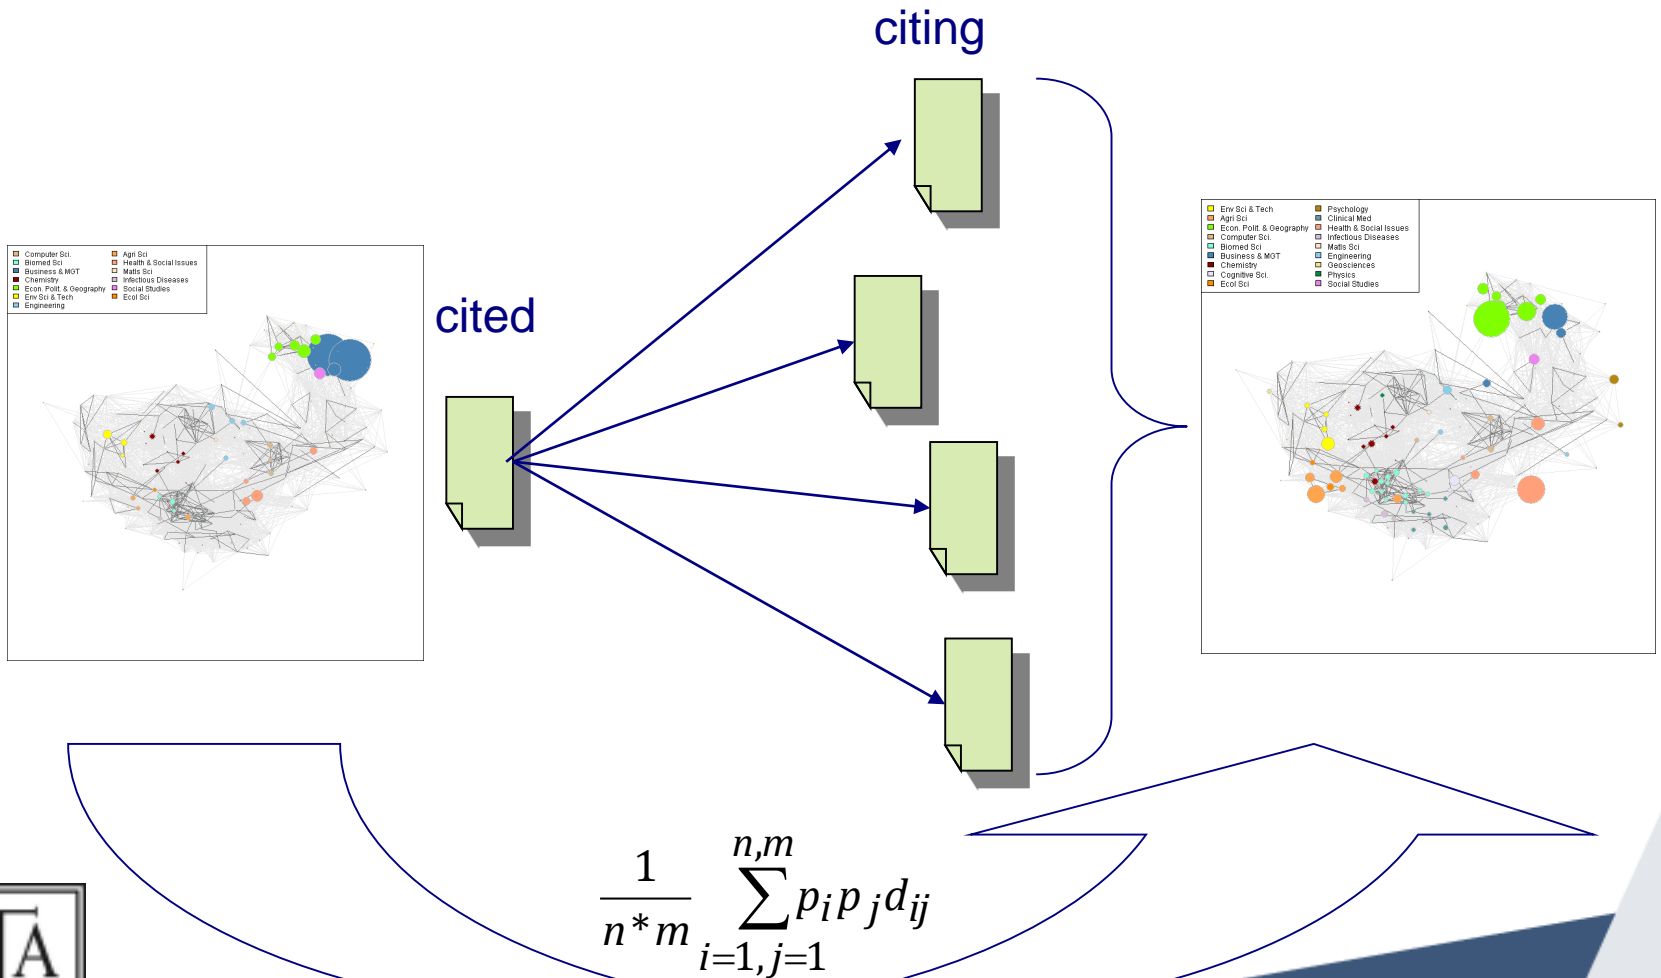 citing
cited
Computer Sci.
Biomed Sci
Business & MGT
Chemistry
Econ. Polit. & Geography
Env Sci & Tech
Engineering
Agri Sci
Health & Social Issues
Matls Sci
Infectious Diseases
Social Studies
Ecol Sci
Env Sci & Tech
Agri Sci
Econ. Polit. & Geography
Computer Sci.
Biomed Sci
Business & MGT
Chemistry
Cognitive Sci.
Ecol Sci
Psychology
Clinical Med
Health & Social Issues
Infectious Diseases
Matls Sci
Engineering
Geosciences
Physics
Social Studies
n,m
1
∑ p_i p_j d_ij
n*m
i=1, j=1
A